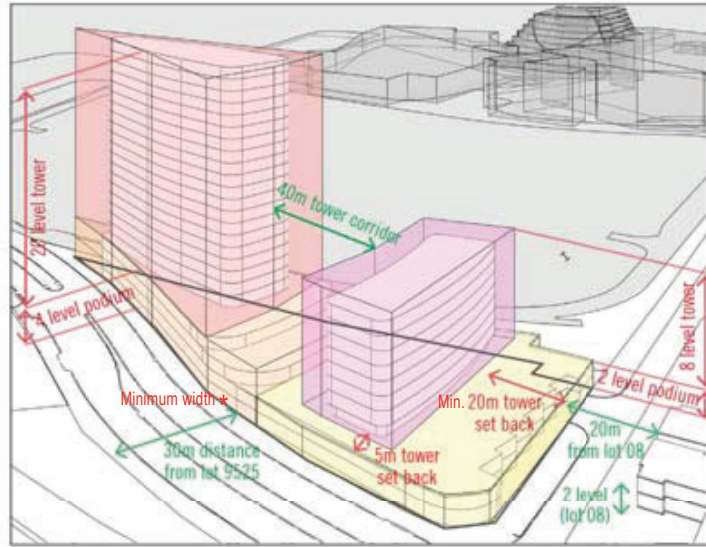 level tower
4 level podium
40m tower corridor
8 level tower
2 level podium
Minimum width *
30m distance
from lot 9525
5m tower
set back
Min. 20m tower
set back
20m
from lot 08
2 level
(lot 08)